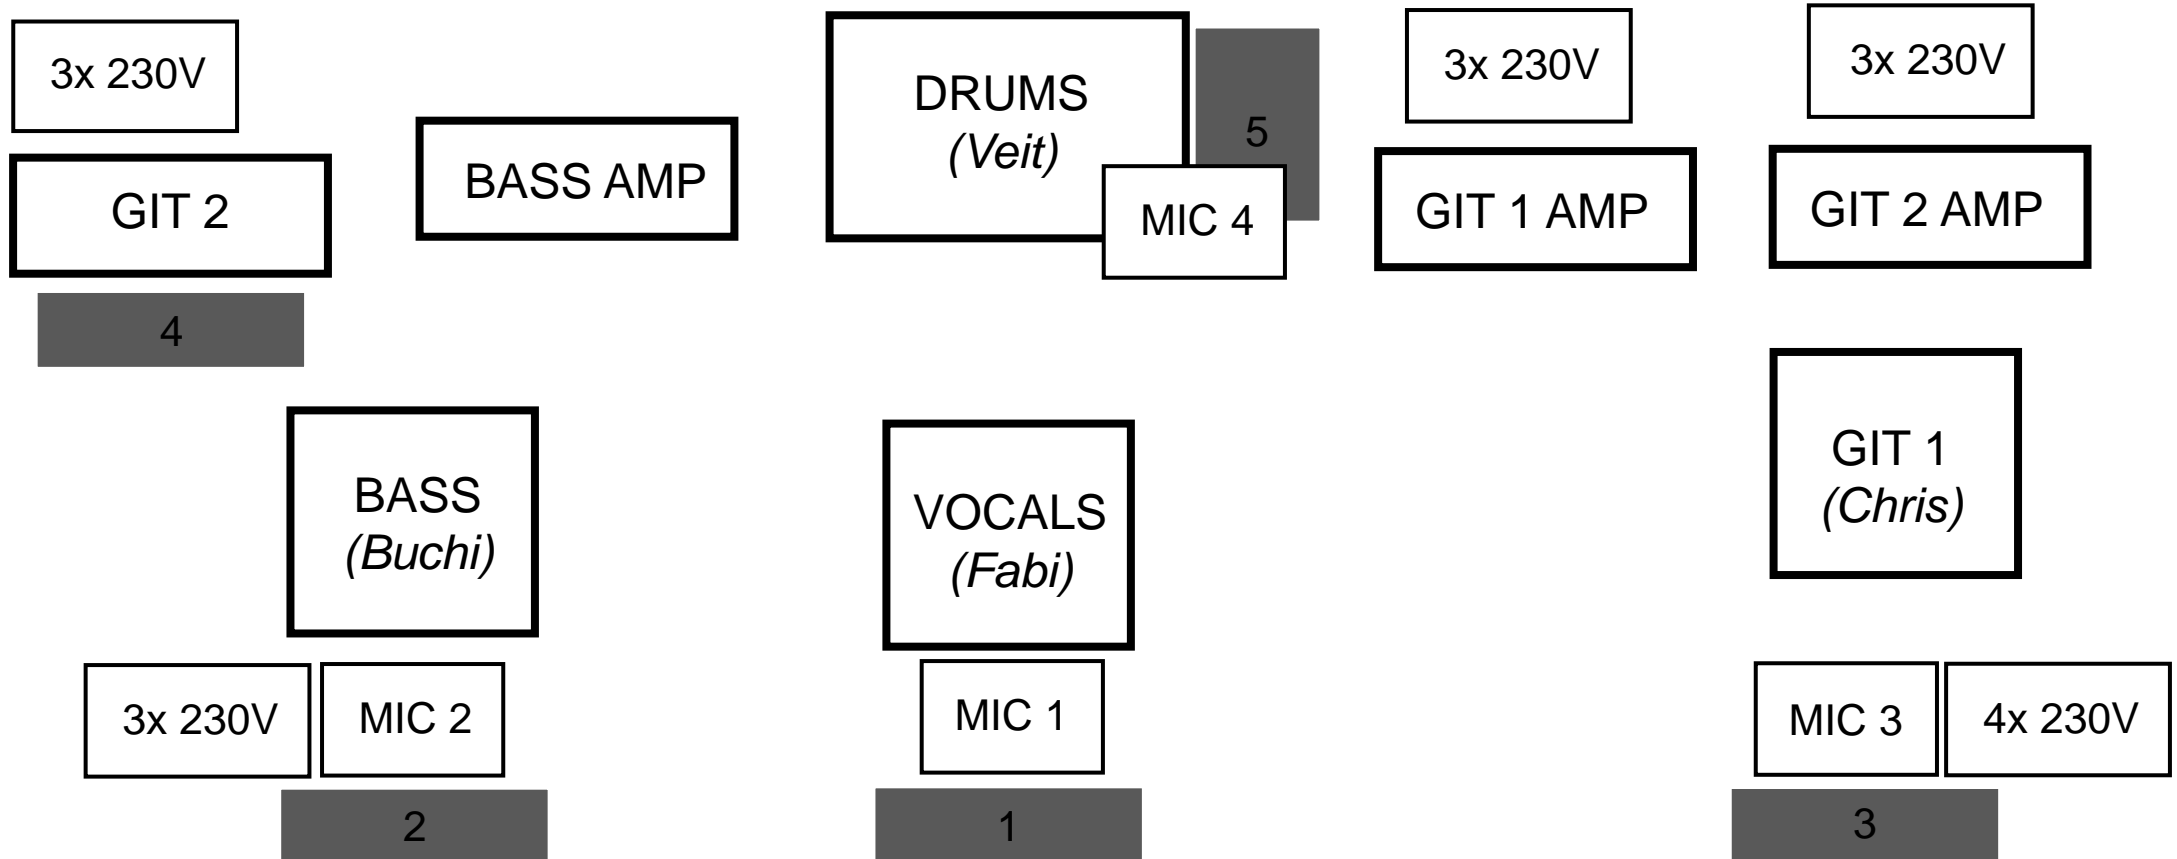 3x 230V
DRUMS
(Veit)
5
3x 230V
3x 230V
BASS AMP
GIT 2
MIC 4
GIT 1 AMP
GIT 2 AMP
4
BASS
(Buchi)
VOCALS
(Fabi)
GIT 1
(Chris)
3x 230V
MIC 2
MIC 1
MIC 3
4x 230V
2
1
3